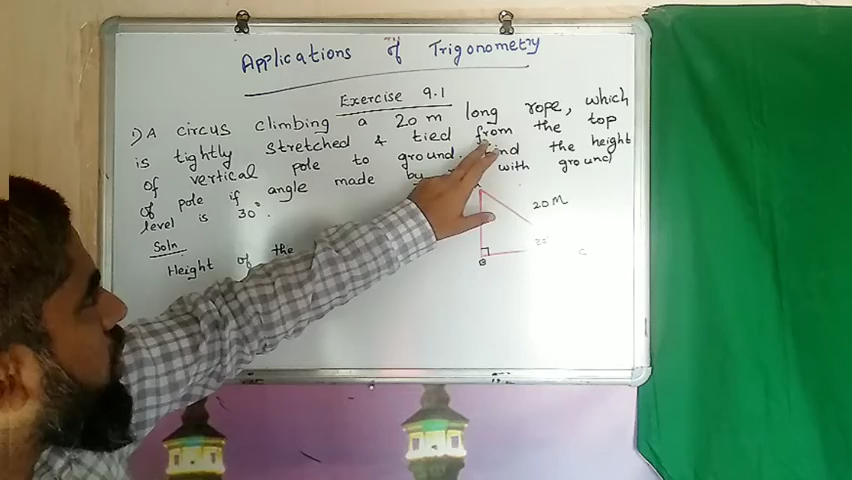 Applications of Trigonometry
Exercise 9.1
1) A circus climbing a 20 m long rope, which
is tightly stretched & tied from the top
of vertical pole to ground. Find the height
of pole if angle made by with ground
level is 30°.
Soln
Height of the
20M
B
C